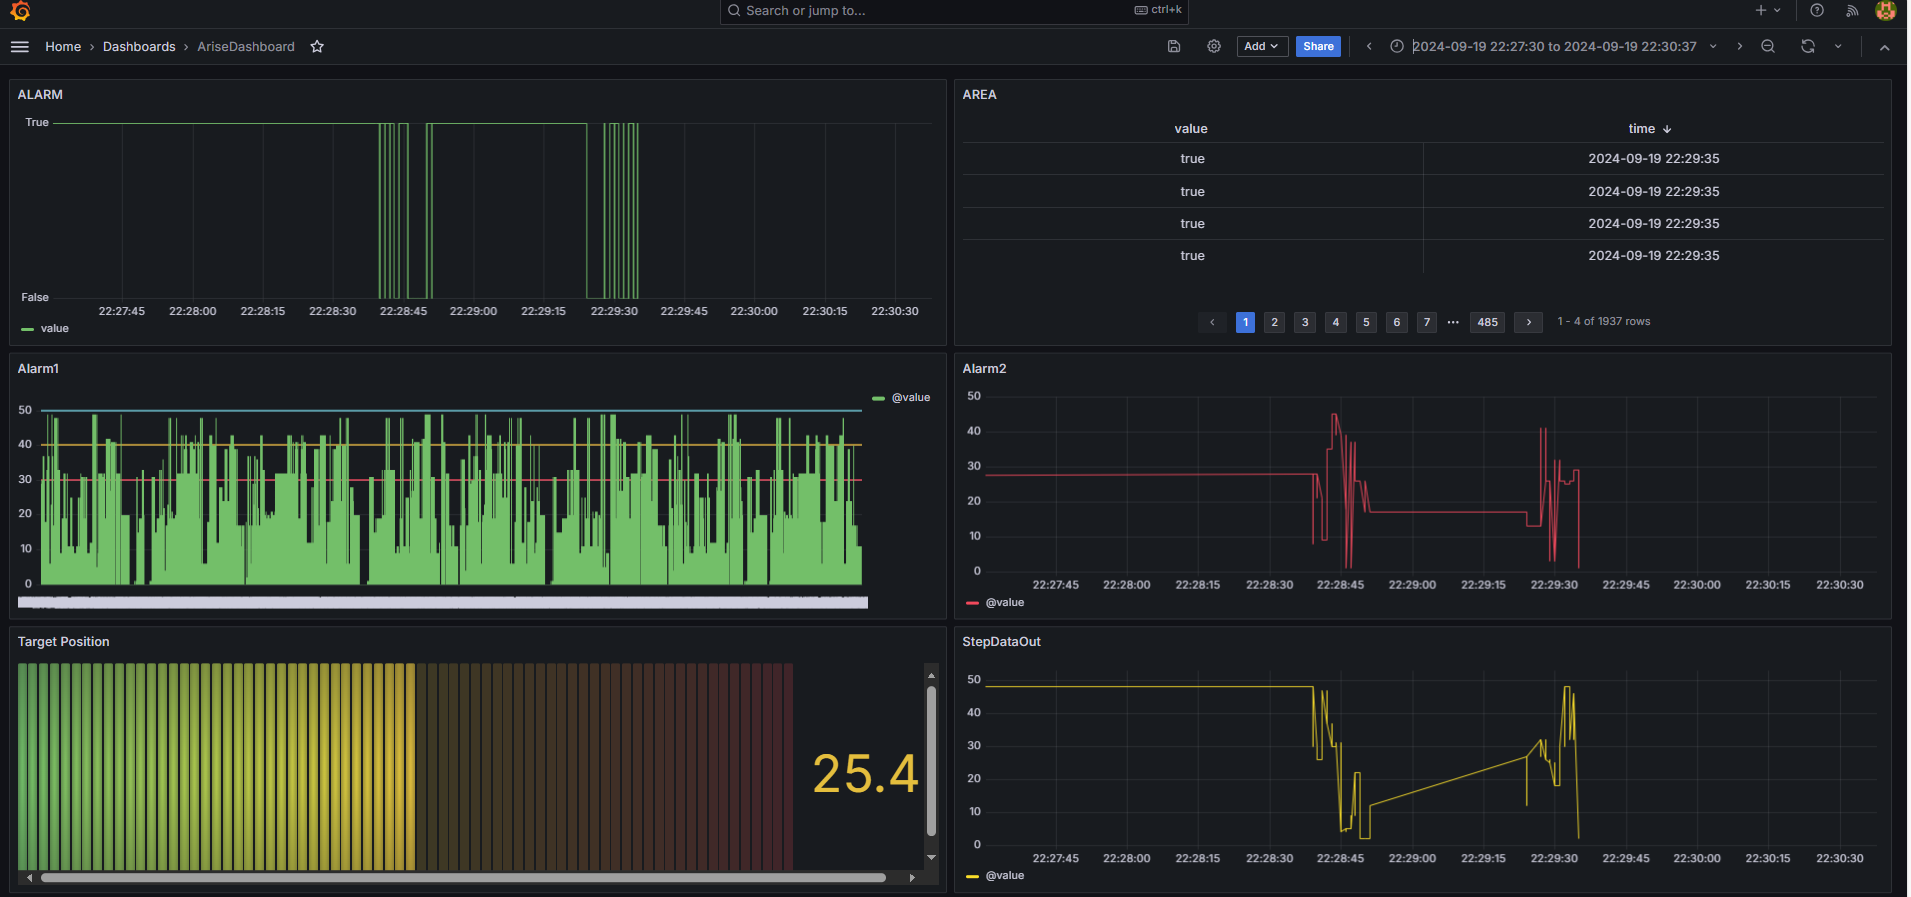 Search or jump to...
ctrl+k
Home › Dashboards › AriseDashboard
Add
Share
2024-09-19 22:27:30 to 2024-09-19 22:30:37
ALARM
True
False
22:27:45 22:28:00 22:28:15 22:28:30 22:28:45 22:29:00 22:29:15 22:29:30 22:29:45 22:30:00 22:30:15 22:30:30
value
AREA
value time ↓
true 2024-09-19 22:29:35
true 2024-09-19 22:29:35
true 2024-09-19 22:29:35
true 2024-09-19 22:29:35
‹ 1 2 3 4 5 6 7 ... 485 › 1 - 4 of 1937 rows
Alarm1
@value
50
40
30
20
10
0
Alarm2
50
40
30
20
10
0
22:27:45 22:28:00 22:28:15 22:28:30 22:28:45 22:29:00 22:29:15 22:29:30 22:29:45 22:30:00 22:30:15 22:30:30
@value
Target Position
25.4
StepDataOut
50
40
30
20
10
0
22:27:45 22:28:00 22:28:15 22:28:30 22:28:45 22:29:00 22:29:15 22:29:30 22:29:45 22:30:00 22:30:15 22:30:30
@value